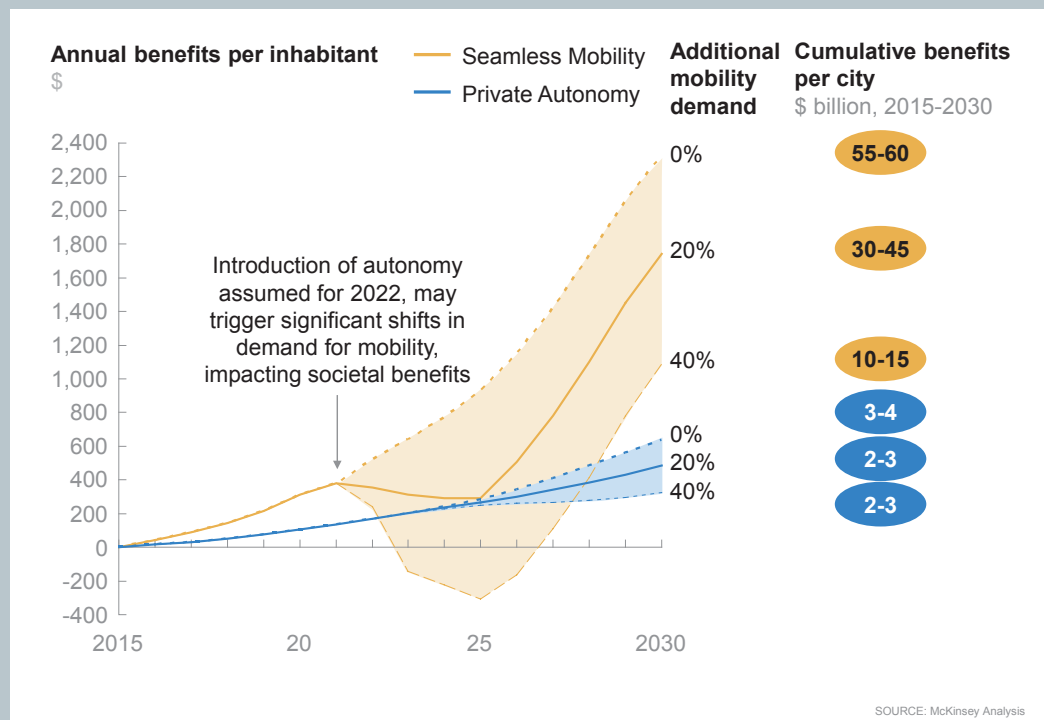 Annual benefits per inhabitant
$
Seamless Mobility
Private Autonomy
Additional
mobility
demand
Cumulative benefits
per city
$ billion, 2015-2030
2,400
2,200
2,000
1,800
1,600
1,400
1,200
1,000
800
600
400
200
0
-200
-400
2015
20
25
2030
Introduction of autonomy
assumed for 2022, may
trigger significant shifts in
demand for mobility,
impacting societal benefits
0%
20%
40%
0%
20%
40%
55-60
30-45
10-15
3-4
2-3
2-3
SOURCE: McKinsey Analysis